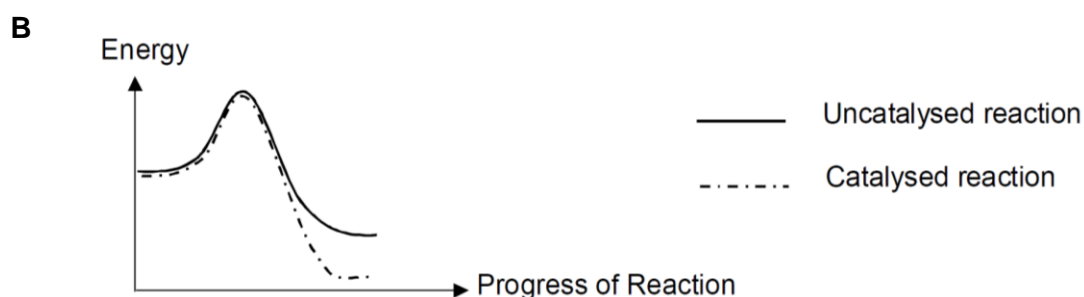 B
Energy
Uncatalysed reaction
Catalysed reaction
Progress of Reaction